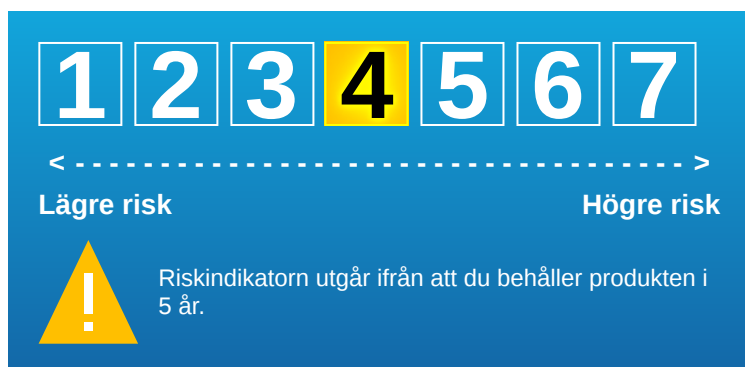 1 2 3 4 5 6 7
< - - - - - - - - - - - - - - - - - - - - - - - - - - - - - - - - - - - - >
Lägre risk Högre risk
!
Riskindikatorn utgår ifrån att du behåller produkten i
5 år.